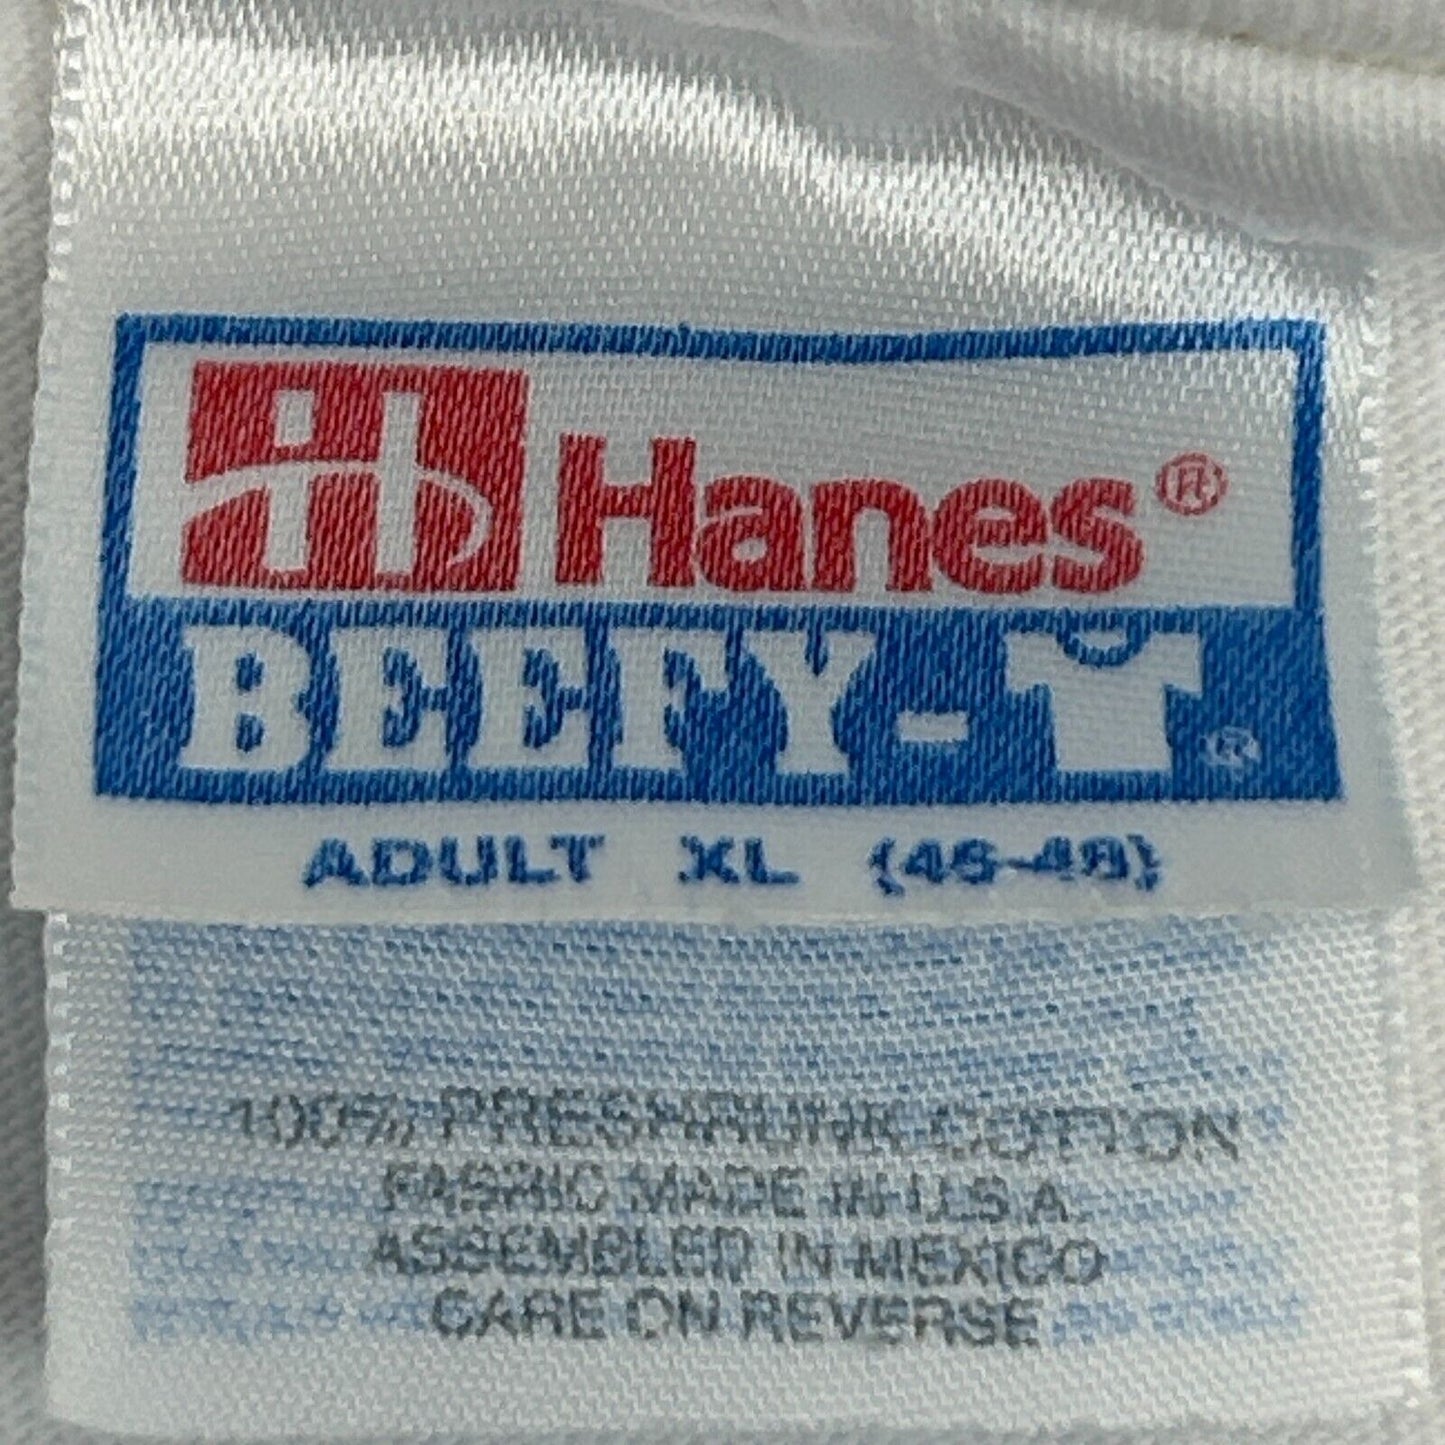 Hanes®
BEEFY-T®
ADULT XL (46-48)
100% PRESHRUNK COTTON
FABRIC MADE IN U.S.A.
ASSEMBLED IN MEXICO
CARE ON REVERSE